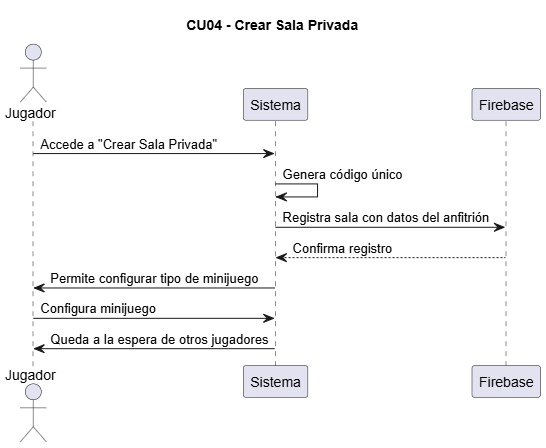 CU04 - Crear Sala Privada
Jugador
Sistema
Firebase
Accede a "Crear Sala Privada"
Genera código único
Registra sala con datos del anfitrión
Confirma registro
Permite configurar tipo de minijuego
Configura minijuego
Queda a la espera de otros jugadores
Jugador
Sistema
Firebase